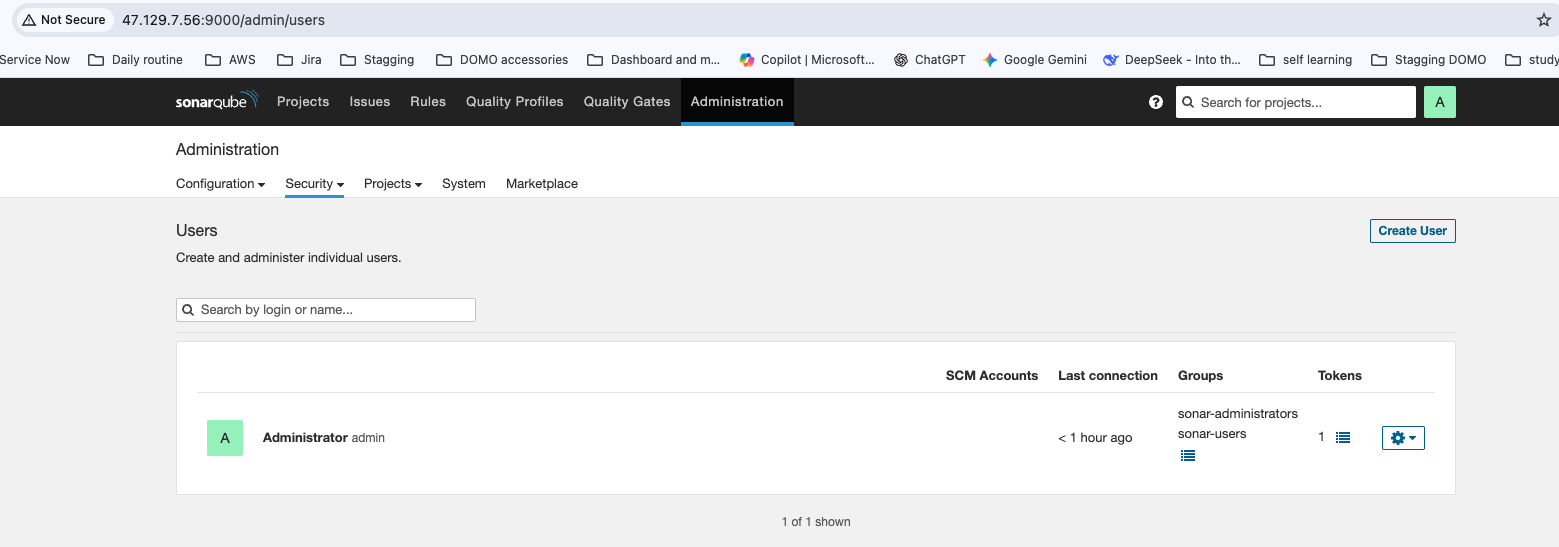 Not Secure 47.129.7.56:9000/admin/users
Service Now Daily routine AWS Jira Stagging DOMO accessories Dashboard and m... Copilot | Microsoft... ChatGPT Google Gemini DeepSeek - Into th... self learning Stagging DOMO study
sonarqube Projects Issues Rules Quality Profiles Quality Gates Administration ? Search for projects... A
Administration
Configuration Security Projects System Marketplace
Users Create User
Create and administer individual users.
Search by login or name...
SCM Accounts Last connection Groups Tokens
sonar-administrators
A Administrator admin < 1 hour ago sonar-users 1
1 of 1 shown